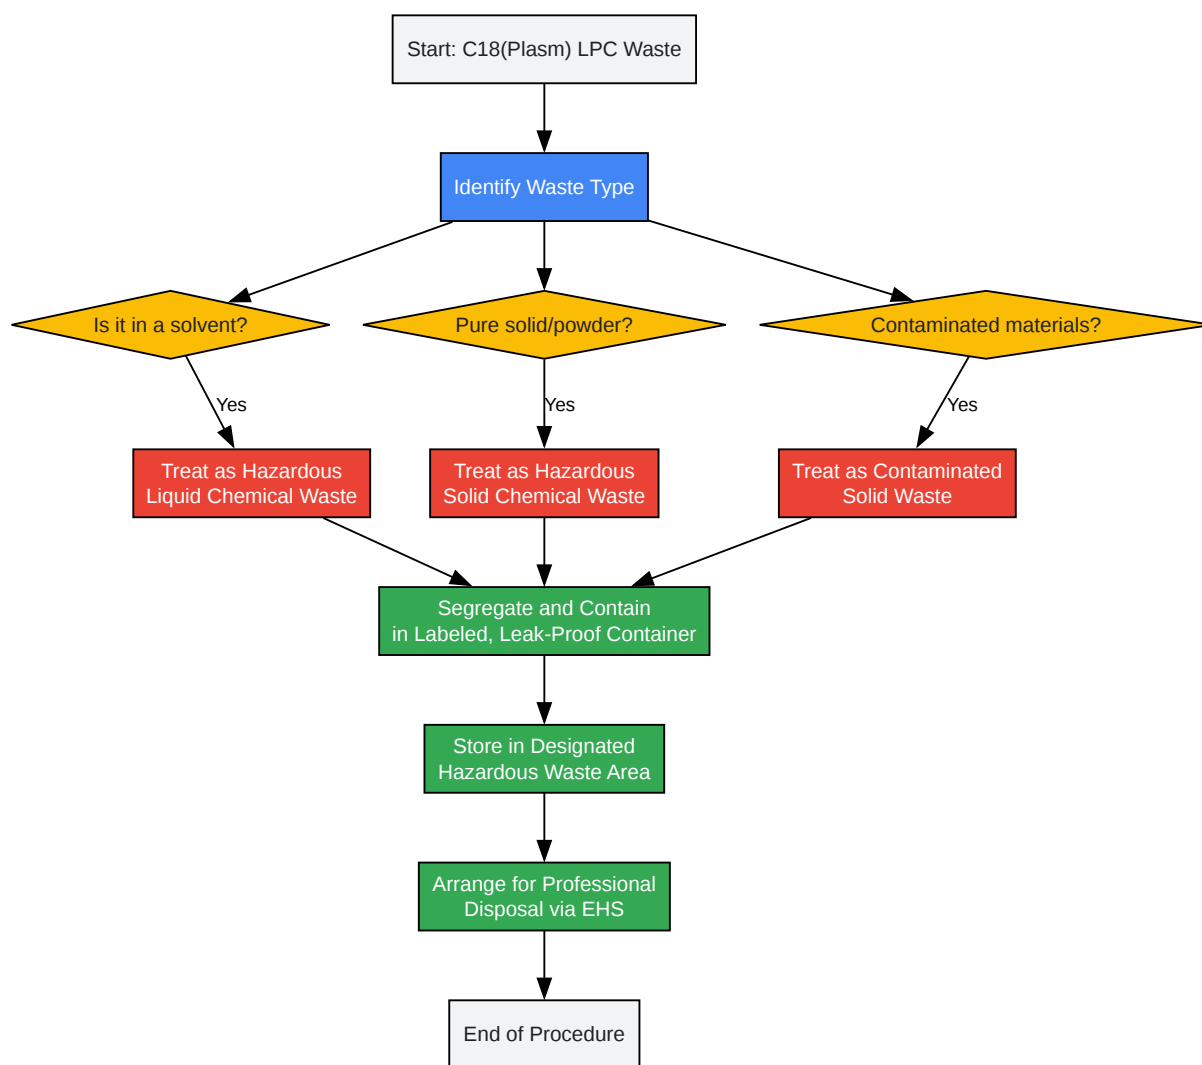 Start: C18(Plasm) LPC Waste
Identify Waste Type
Is it in a solvent?
Pure solid/powder?
Contaminated materials?
Yes
Yes
Yes
Treat as Hazardous
Liquid Chemical Waste
Treat as Hazardous
Solid Chemical Waste
Treat as Contaminated
Solid Waste
Segregate and Contain
in Labeled, Leak-Proof Container
Store in Designated
Hazardous Waste Area
Arrange for Professional
Disposal via EHS
End of Procedure